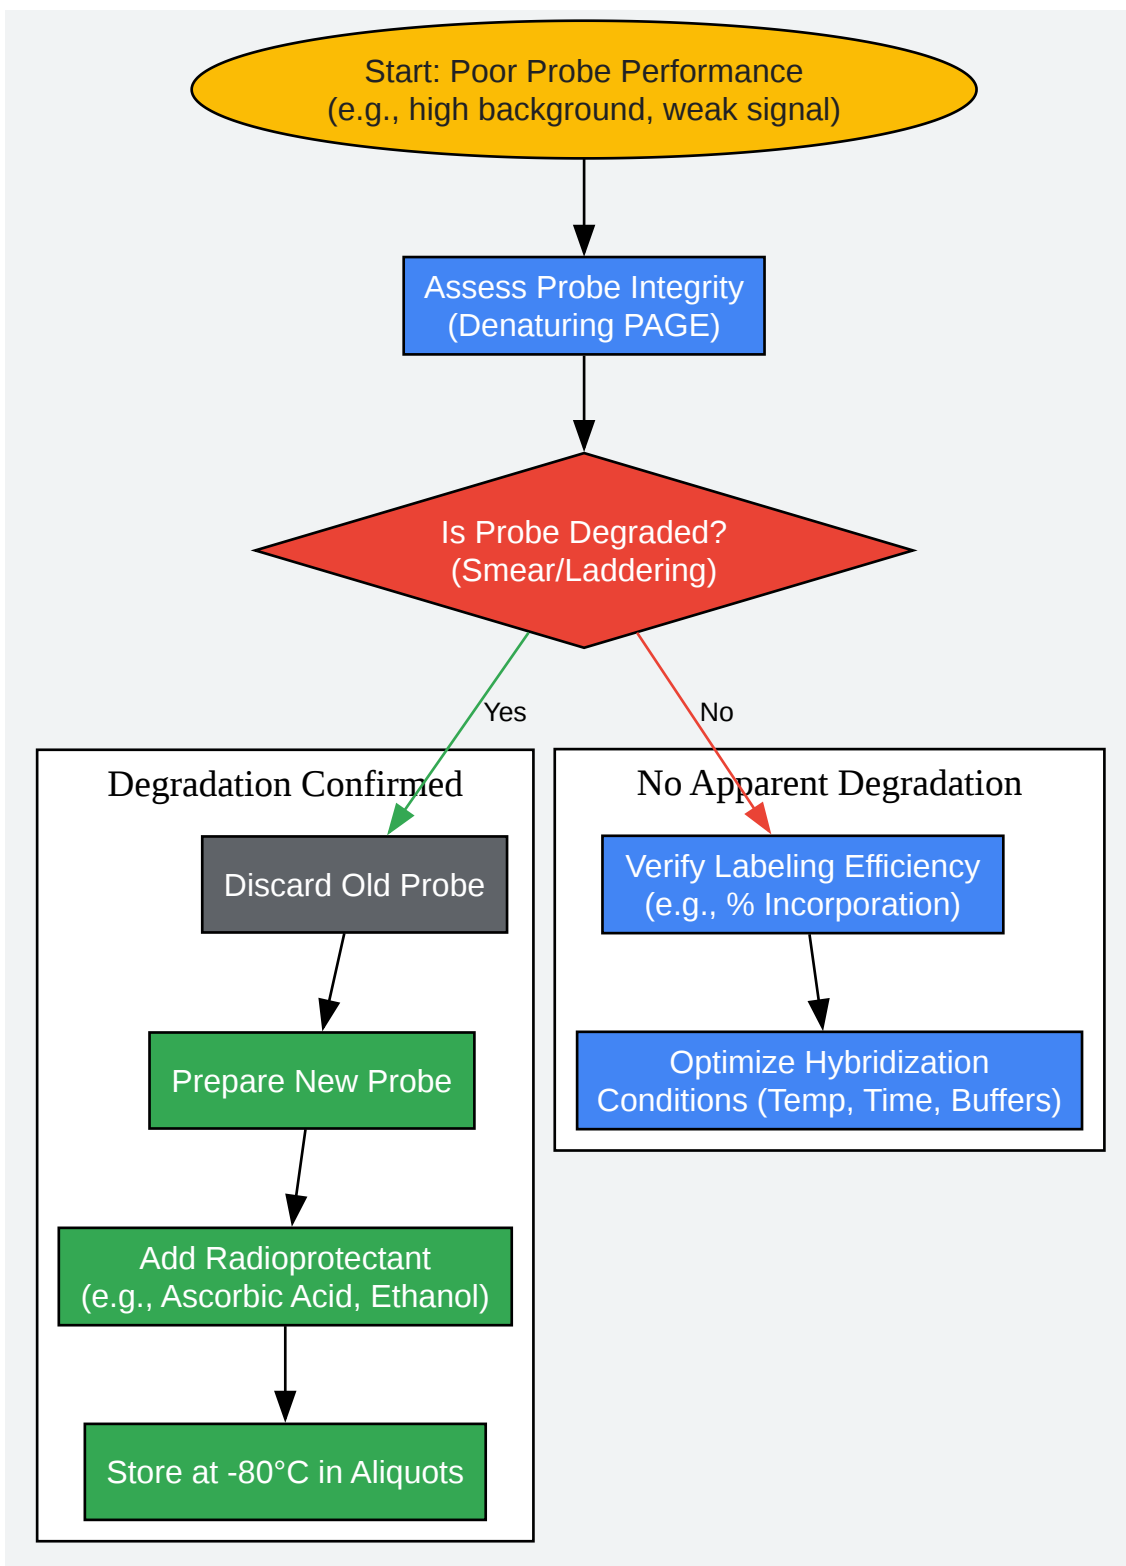 Start: Poor Probe Performance
(e.g., high background, weak signal)
Assess Probe Integrity
(Denaturing PAGE)
Is Probe Degraded?
(Smear/Laddering)
Yes
No
Degradation Confirmed
Discard Old Probe
Prepare New Probe
Add Radioprotectant
(e.g., Ascorbic Acid, Ethanol)
Store at -80°C in Aliquots
No Apparent Degradation
Verify Labeling Efficiency
(e.g., % Incorporation)
Optimize Hybridization
Conditions (Temp, Time, Buffers)